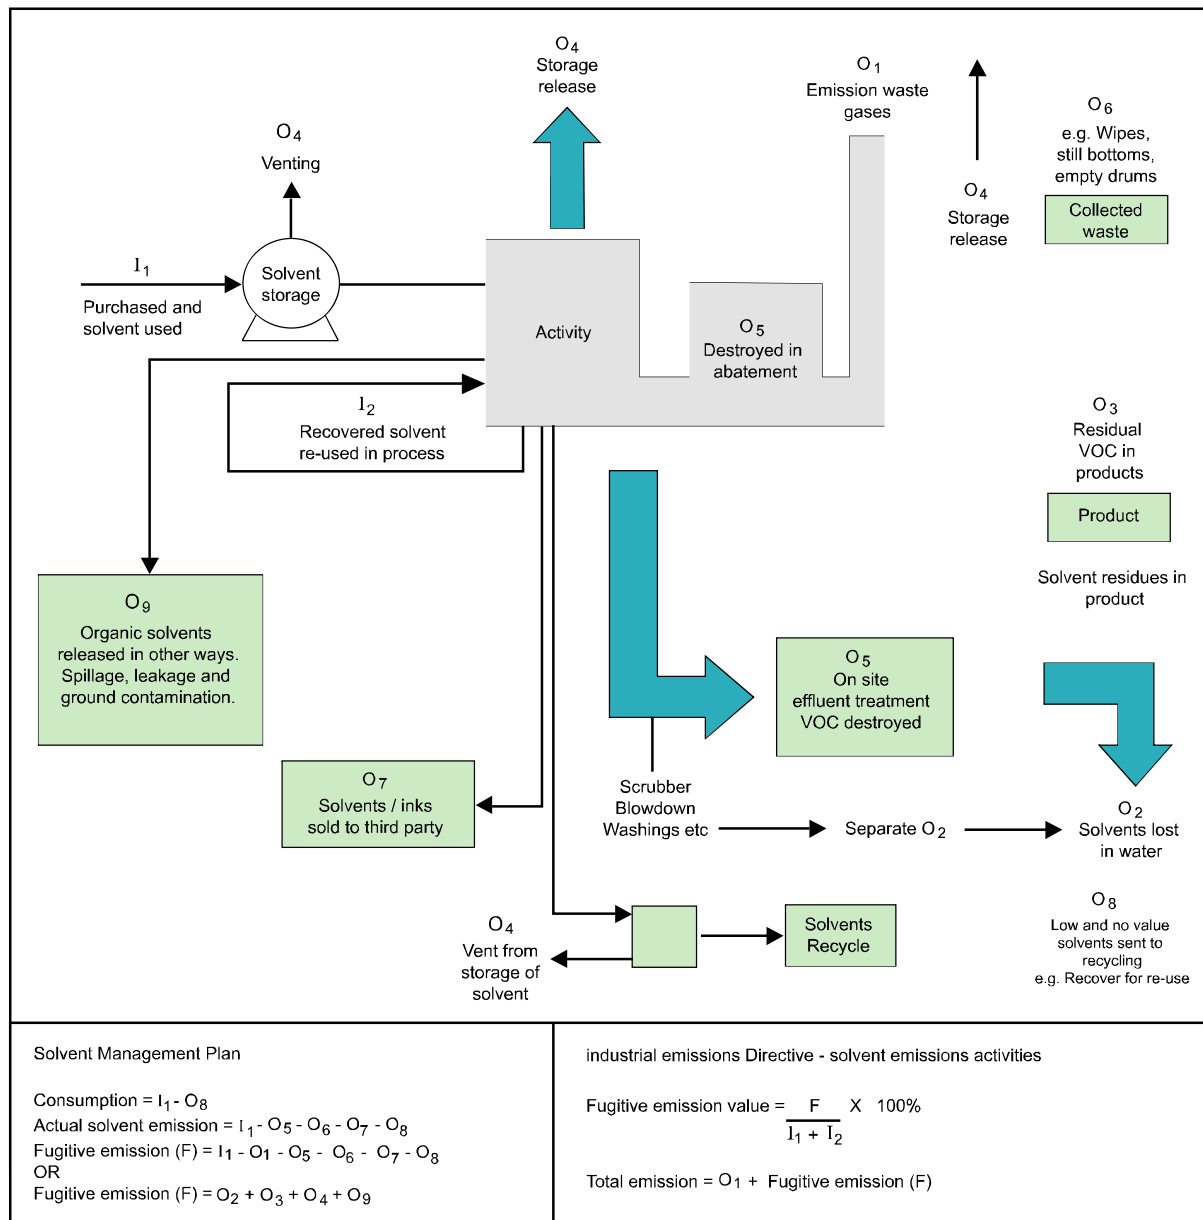 O4
Storage
release
O1
Emission waste
gases
O6
e.g. Wipes,
still bottoms,
empty drums
Collected
waste
O4
Storage
release
O4
Venting
I1
Purchased and
solvent used
Solvent
storage
Activity
O5
Destroyed in
abatement
I2
Recovered solvent
re-used in process
O3
Residual
VOC in
products
Product
Solvent residues in
product
O9
Organic solvents
released in other ways.
Spillage, leakage and
ground contamination.
O5
On site
effluent treatment
VOC destroyed
O7
Solvents / inks
sold to third party
Scrubber
Blowdown
Washings etc
Separate O2
O2
Solvents lost
in water
O4
Vent from
storage of
solvent
Solvents
Recycle
O8
Low and no value
solvents sent to
recycling
e.g. Recover for re-use
Solvent Management Plan
Consumption = I1 - O8
Actual solvent emission = I1 - O5 - O6 - O7 - O8
Fugitive emission (F) = I1 - O1 - O5 - O6 - O7 - O8
OR
Fugitive emission (F) = O2 + O3 + O4 + O9
industrial emissions Directive - solvent emissions activities
Fugitive emission value = F X 100%
I1 + I2
Total emission = O1 + Fugitive emission (F)